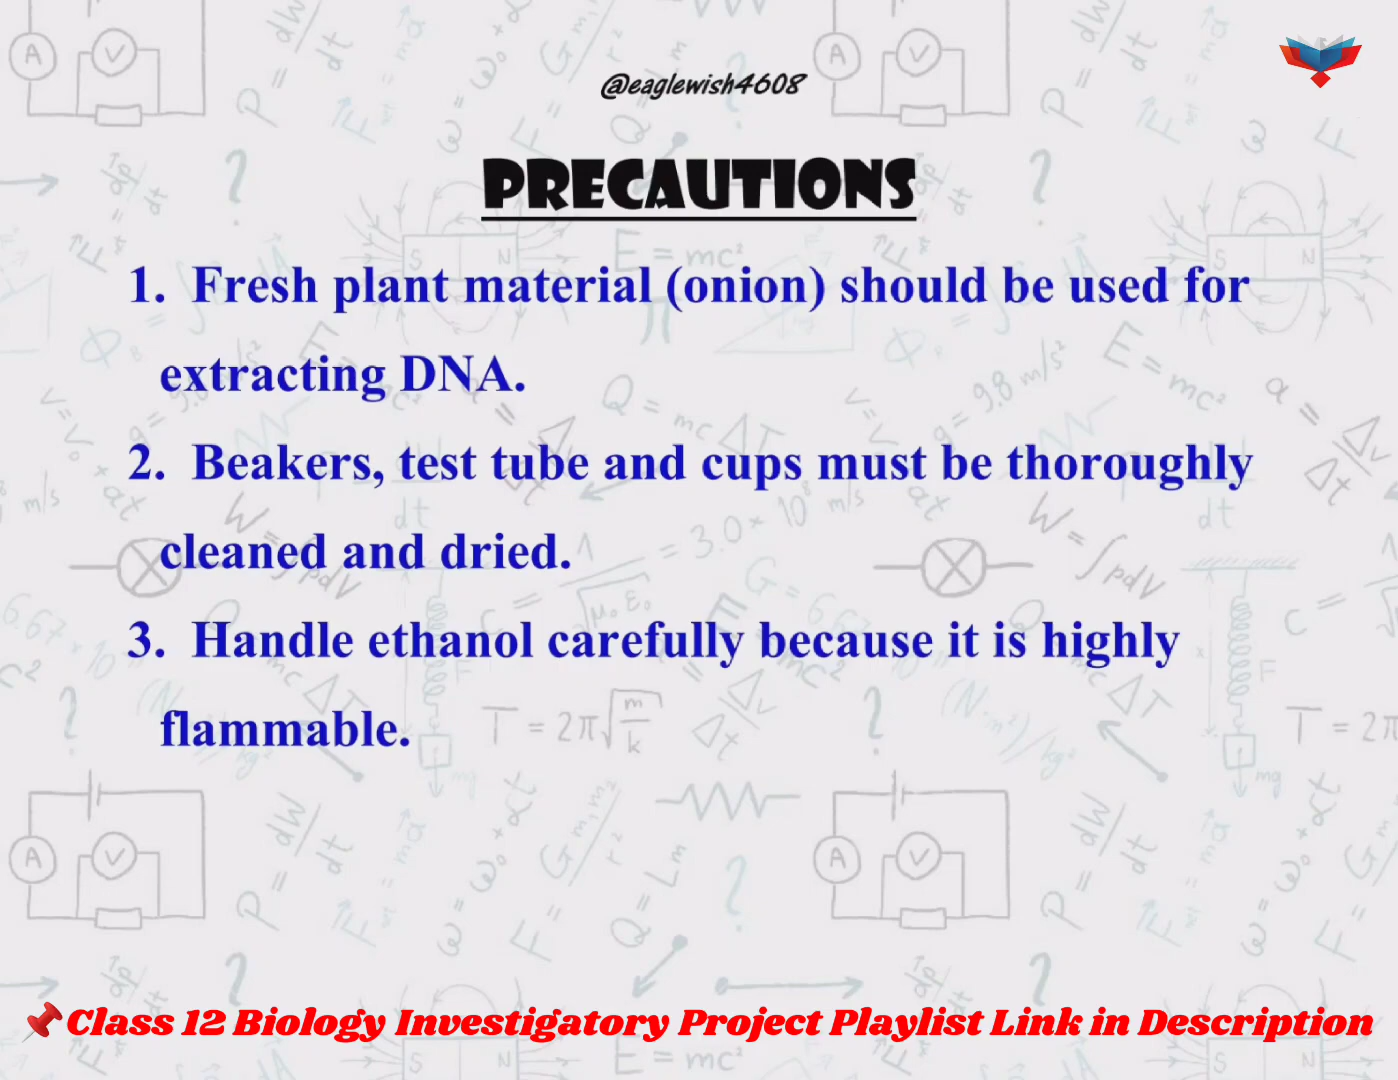 @eaglewish4608
PRECAUTIONS
1. Fresh plant material (onion) should be used for
extracting DNA.
2. Beakers, test tube and cups must be thoroughly
cleaned and dried.
3. Handle ethanol carefully because it is highly
flammable.
Class 12 Biology Investigatory Project Playlist Link in Description